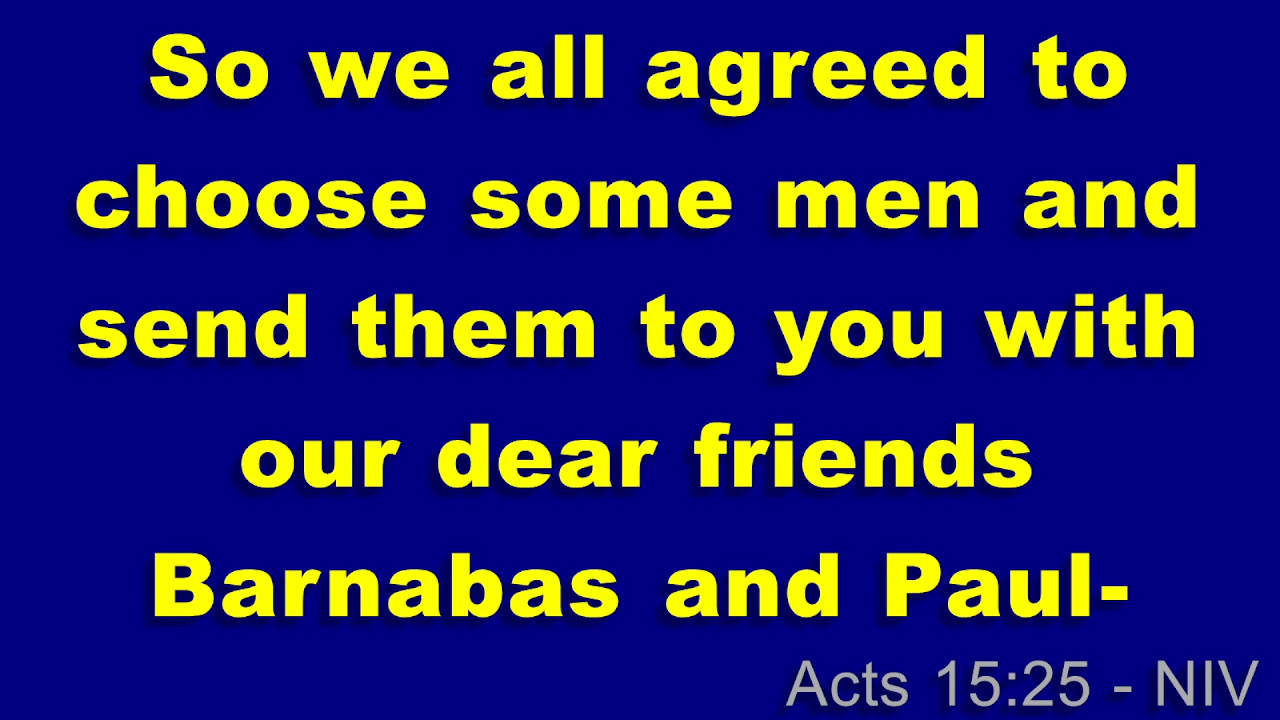 So we all agreed to
choose some men and
send them to you with
our dear friends
Barnabas and Paul-
Acts 15:25 - NIV